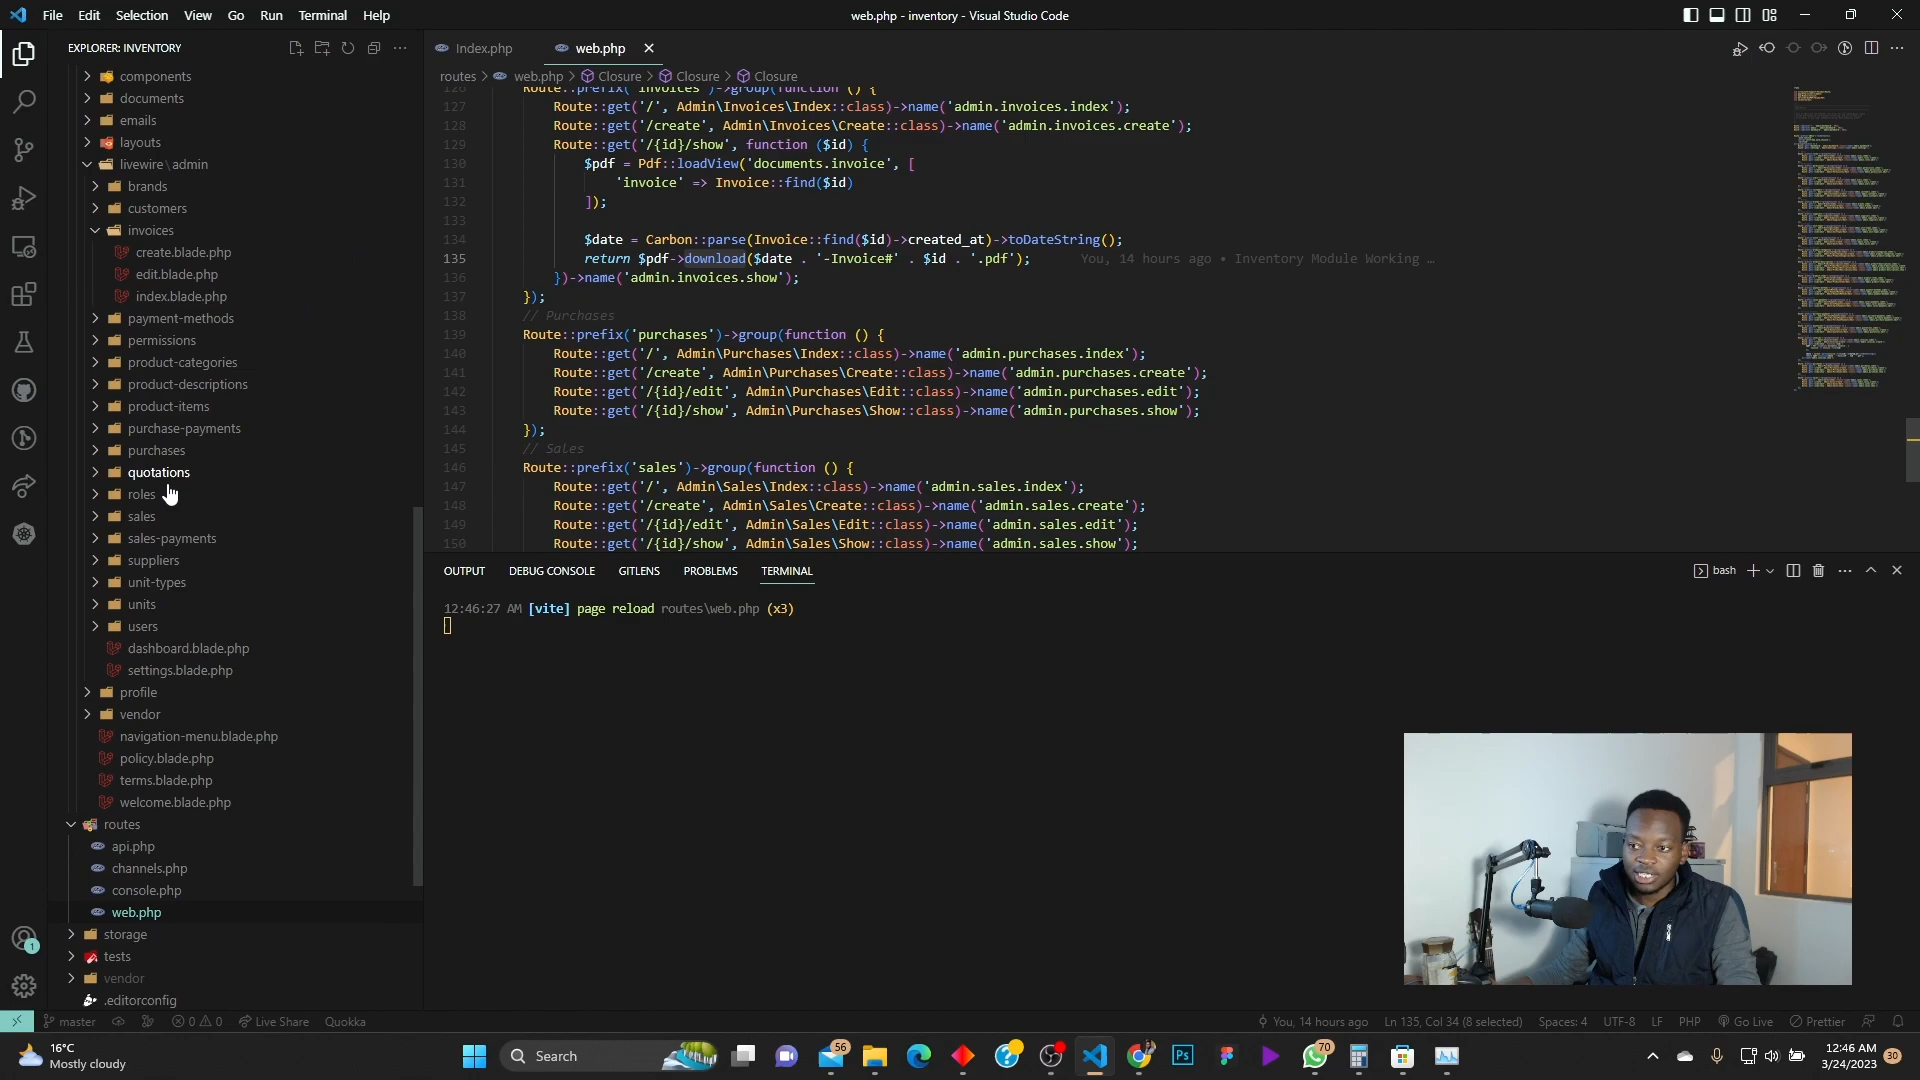 File Edit Selection View Go Run Terminal Help
web.php - inventory - Visual Studio Code
EXPLORER: INVENTORY
components
documents
emails
layouts
livewire \ admin
brands
customers
invoices
create.blade.php
edit.blade.php
index.blade.php
payment-methods
permissions
product-categories
product-descriptions
product-items
purchase-payments
purchases
quotations
roles
sales
sales-payments
suppliers
unit-types
units
users
dashboard.blade.php
settings.blade.php
profile
vendor
navigation-menu.blade.php
policy.blade.php
terms.blade.php
welcome.blade.php
routes
api.php
channels.php
console.php
web.php
storage
tests
vendor
.editorconfig
Index.php
web.php
routes > web.php > Closure > Closure > Closure
126 Route::prefix('invoices')->group(function () {
127 Route::get('/', Admin\Invoices\Index::class)->name('admin.invoices.index');
128 Route::get('/create', Admin\Invoices\Create::class)->name('admin.invoices.create');
129 Route::get('/{id}/show', function ($id) {
130 $pdf = Pdf::loadView('documents.invoice', [
131 'invoice' => Invoice::find($id)
132 ]);
133
134 $date = Carbon::parse(Invoice::find($id)->created_at)->toDateString();
135 return $pdf->download($date . '-Invoice#' . $id . '.pdf'); You, 14 hours ago • Inventory Module Working …
136 })->name('admin.invoices.show');
137 });
138 // Purchases
139 Route::prefix('purchases')->group(function () {
140 Route::get('/', Admin\Purchases\Index::class)->name('admin.purchases.index');
141 Route::get('/create', Admin\Purchases\Create::class)->name('admin.purchases.create');
142 Route::get('/{id}/edit', Admin\Purchases\Edit::class)->name('admin.purchases.edit');
143 Route::get('/{id}/show', Admin\Purchases\Show::class)->name('admin.purchases.show');
144 });
145 // Sales
146 Route::prefix('sales')->group(function () {
147 Route::get('/', Admin\Sales\Index::class)->name('admin.sales.index');
148 Route::get('/create', Admin\Sales\Create::class)->name('admin.sales.create');
149 Route::get('/{id}/edit', Admin\Sales\Edit::class)->name('admin.sales.edit');
150 Route::get('/{id}/show', Admin\Sales\Show::class)->name('admin.sales.show');
OUTPUT DEBUG CONSOLE GITLENS PROBLEMS TERMINAL
bash
12:46:27 AM [vite] page reload routes\web.php (x3)
1
master 0 0 Live Share Quokka
You, 14 hours ago Ln 135, Col 34 (8 selected) Spaces: 4 UTF-8 LF PHP Go Live Prettier
16°C
Mostly cloudy
Search
56
Ps
70
12:46 AM
3/24/2023
30